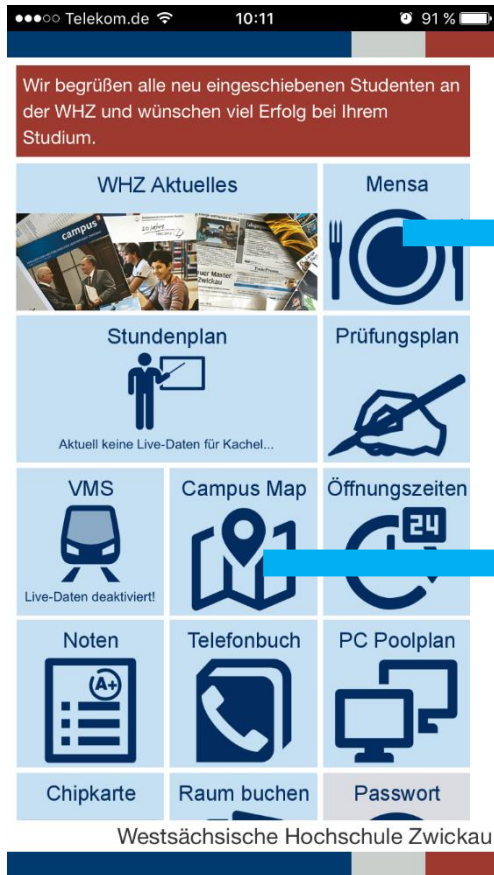 Telekom.de 10:11 91 %
Wir begrüßen alle neu eingeschiebenen Studenten an
der WHZ und wünschen viel Erfolg bei Ihrem
Studium.
WHZ Aktuelles
Mensa
campus
Stundenplan
Aktuell keine Live-Daten für Kachel...
Prüfungsplan
VMS
Live-Daten deaktiviert!
Campus Map
Öffnungszeiten
24
Noten
A+
Telefonbuch
PC Poolplan
Chipkarte
Raum buchen
Passwort
Westsächsische Hochschule Zwickau